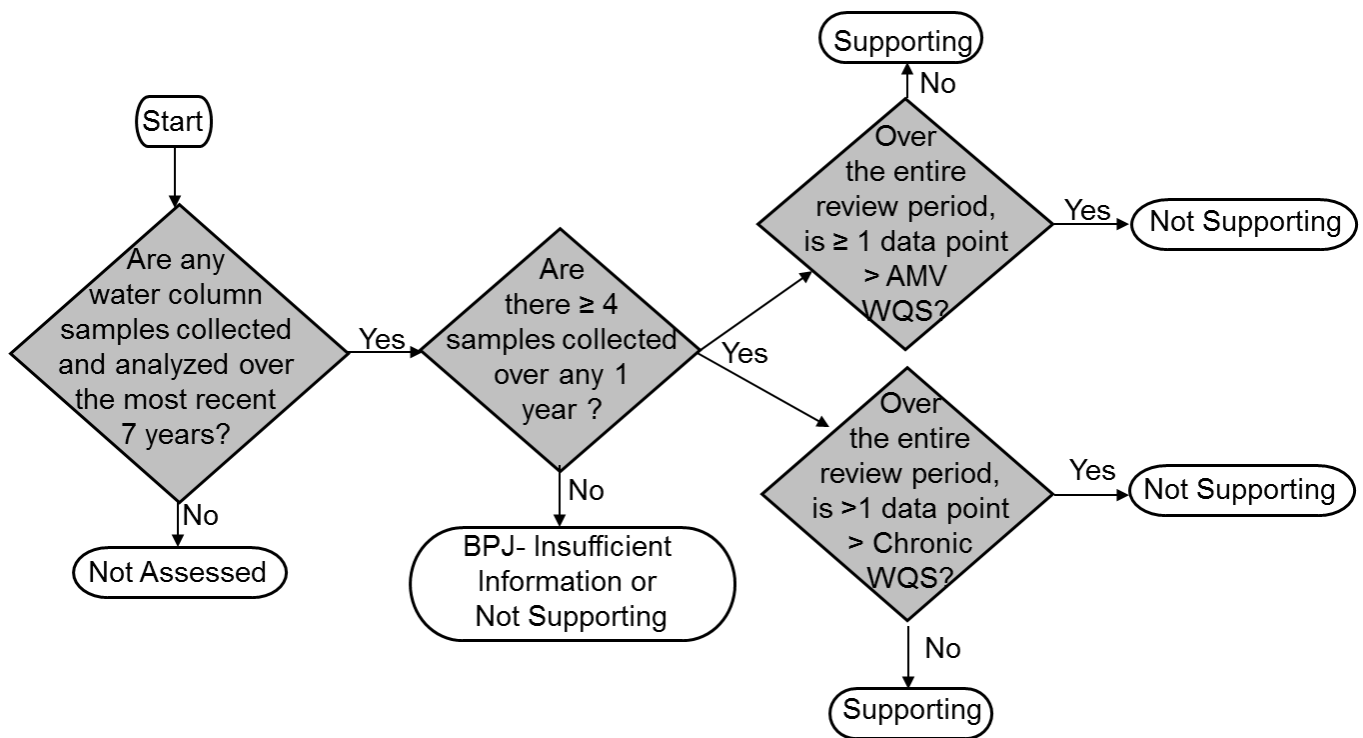 Start
Are any
water column
samples collected
and analyzed over
the most recent
7 years?
No
Not Assessed
Yes
Are
there ≥ 4
samples collected
over any 1
year ?
No
BPJ- Insufficient
Information or
Not Supporting
Yes
Over
the entire
review period,
is ≥ 1 data point
> AMV
WQS?
No
Supporting
Yes
Not Supporting
Over
the entire
review period,
is >1 data point
> Chronic
WQS?
Yes
Not Supporting
No
Supporting